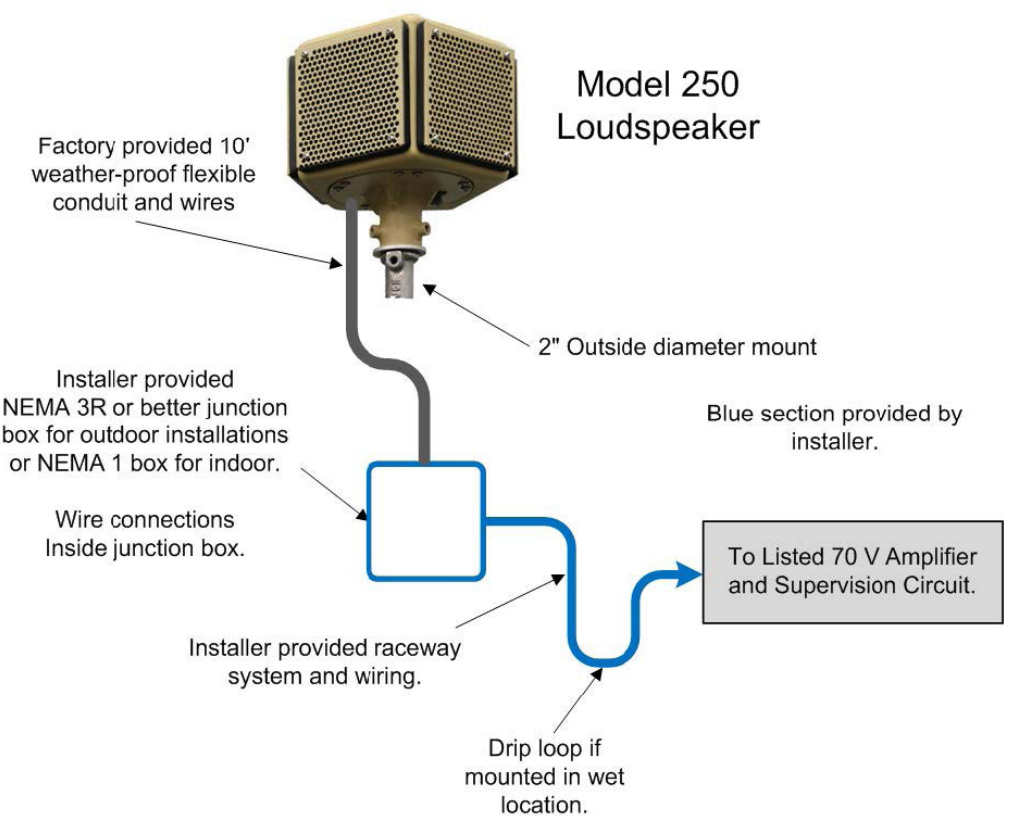 Model 250
Loudspeaker
Factory provided 10'
weather-proof flexible
conduit and wires
2" Outside diameter mount
Installer provided
NEMA 3R or better junction
box for outdoor installations
or NEMA 1 box for indoor.
Wire connections
Inside junction box.
Blue section provided by
installer.
To Listed 70 V Amplifier
and Supervision Circuit.
Installer provided raceway
system and wiring.
Drip loop if
mounted in wet
location.